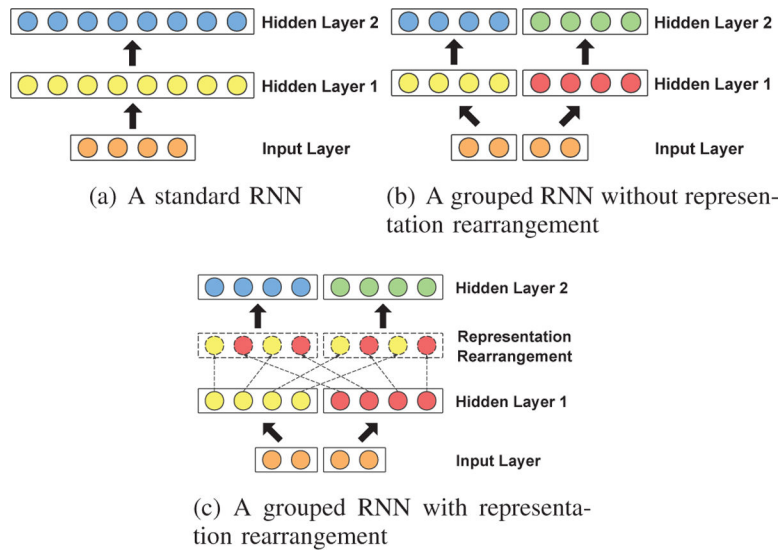 Hidden Layer 2
Hidden Layer 1
Input Layer
(a) A standard RNN
Hidden Layer 2
Hidden Layer 1
Input Layer
(b) A grouped RNN without represen-
tation rearrangement
Hidden Layer 2
Representation
Rearrangement
Hidden Layer 1
Input Layer
(c) A grouped RNN with representa-
tion rearrangement